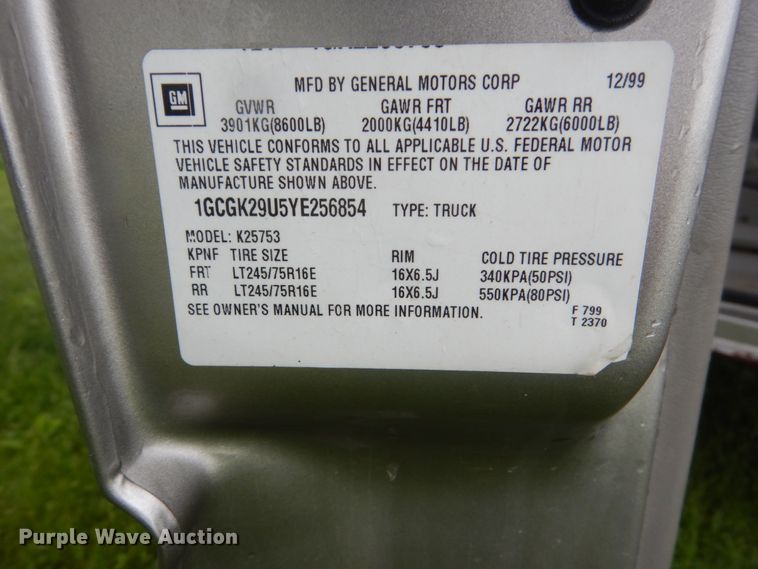 GM
MFD BY GENERAL MOTORS CORP 12/99
GVWR GAWR FRT GAWR RR
3901KG(8600LB) 2000KG(4410LB) 2722KG(6000LB)
THIS VEHICLE CONFORMS TO ALL APPLICABLE U.S. FEDERAL MOTOR
VEHICLE SAFETY STANDARDS IN EFFECT ON THE DATE OF
MANUFACTURE SHOWN ABOVE.
1GCGK29U5YE256854 TYPE: TRUCK
MODEL: K25753
KPNF TIRE SIZE RIM COLD TIRE PRESSURE
FRT LT245/75R16E 16X6.5J 340KPA(50PSI)
RR LT245/75R16E 16X6.5J 550KPA(80PSI)
SEE OWNER'S MANUAL FOR MORE INFORMATION.
F 799
T 2370
Purple Wave Auction